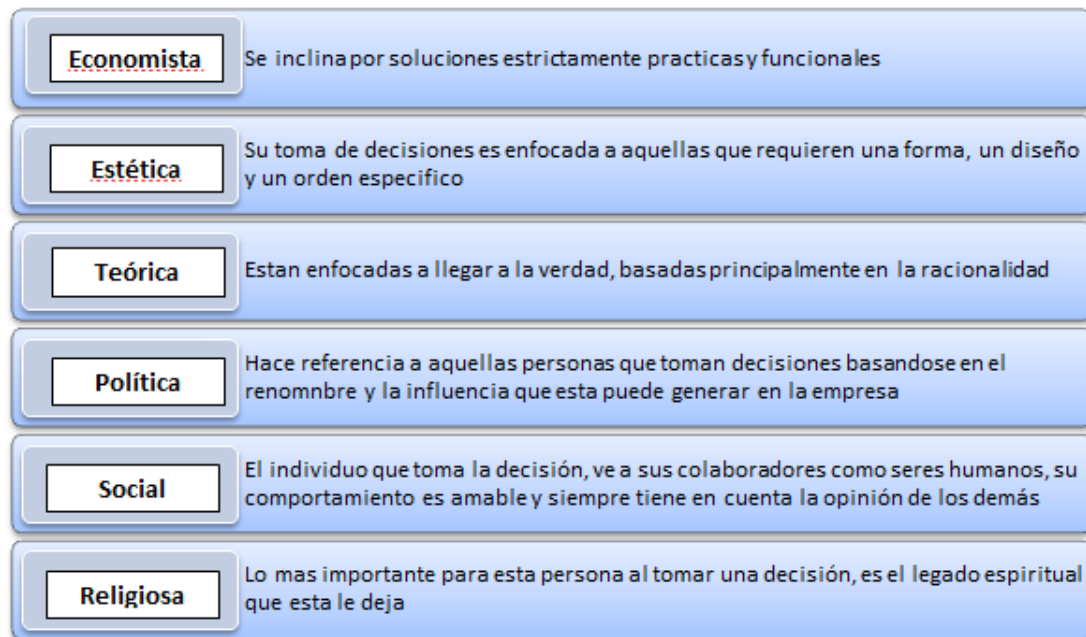 Economista
Se inclina por soluciones estrictamente practicas y funcionales
Estética
Su toma de decisiones es enfocada a aquellas que requieren una forma, un diseño
y un orden especifico
Teórica
Estan enfocadas a llegar a la verdad, basadas principalmente en la racionalidad
Política
Hace referencia a aquellas personas que toman decisiones basandose en el
renomnbre y la influencia que esta puede generar en la empresa
Social
El individuo que toma la decisión, ve a sus colaboradores como seres humanos, su
comportamiento es amable y siempre tiene en cuenta la opinión de los demás
Religiosa
Lo mas importante para esta persona al tomar una decisión, es el legado espiritual
que esta le deja